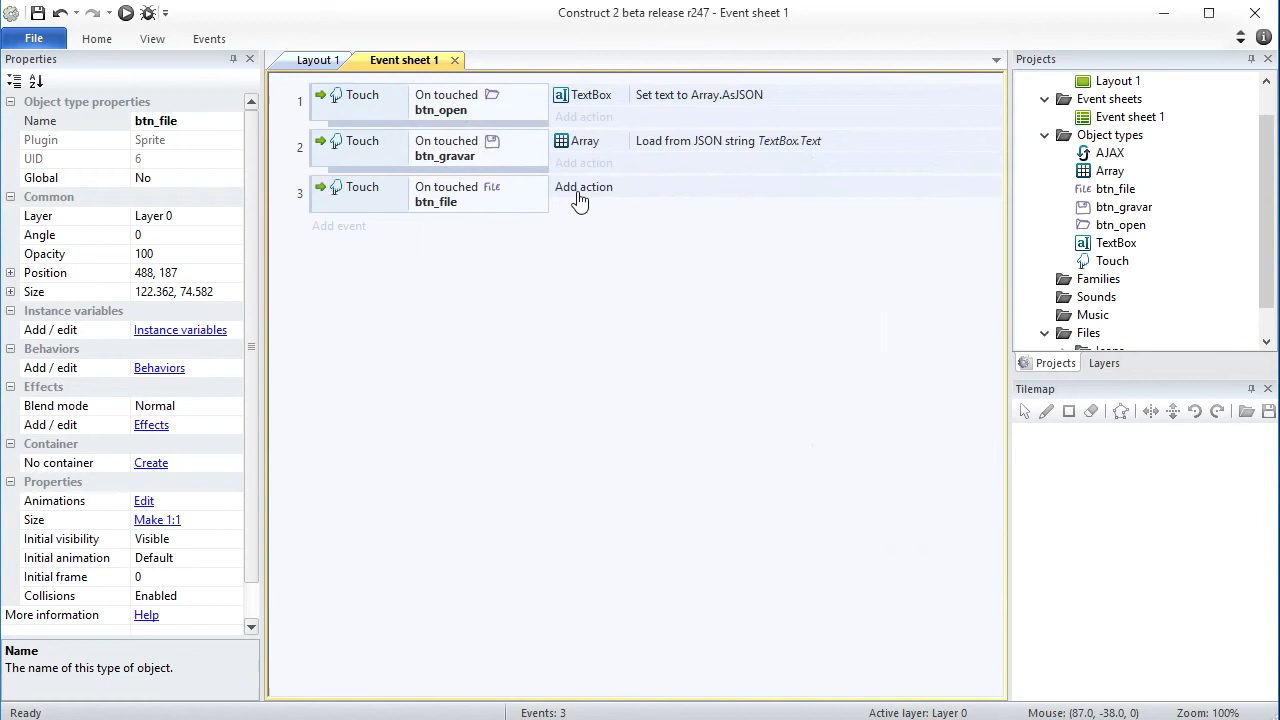 Construct 2 beta release r247 - Event sheet 1
File
Home
View
Events
Properties
Object type properties
Name btn_file
Plugin Sprite
UID 6
Global No
Common
Layer Layer 0
Angle 0
Opacity 100
Position 488, 187
Size 122.362, 74.582
Instance variables
Add / edit Instance variables
Behaviors
Add / edit Behaviors
Effects
Blend mode Normal
Add / edit Effects
Container
No container Create
Properties
Animations Edit
Size Make 1:1
Initial visibility Visible
Initial animation Default
Initial frame 0
Collisions Enabled
More information Help
Name
The name of this type of object.
Layout 1
Event sheet 1
1 Touch On touched btn_open aI TextBox Set text to Array.AsJSON
Add action
2 Touch On touched btn_gravar Array Load from JSON string TextBox.Text
Add action
3 Touch On touched FILE btn_file Add action
Add event
Projects
Layout 1
Event sheets
Event sheet 1
Object types
AJAX
Array
FILE btn_file
btn_gravar
btn_open
aI TextBox
Touch
Families
Sounds
Music
Files
Projects
Layers
Tilemap
Ready
Events: 3
Active layer: Layer 0
Mouse: (87.0, -38.0, 0)
Zoom: 100%